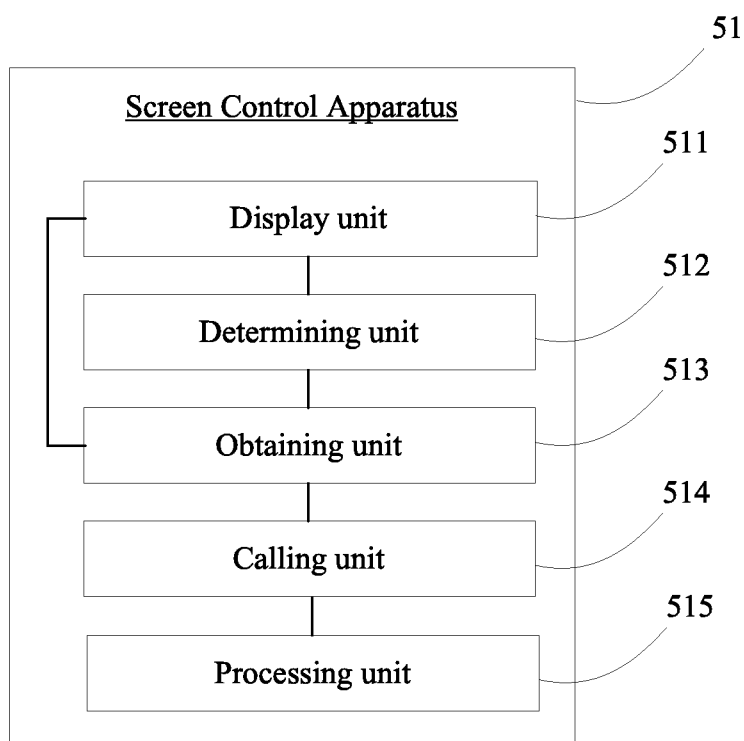 51
Screen Control Apparatus
511
Display unit
512
Determining unit
513
Obtaining unit
514
Calling unit
515
Processing unit